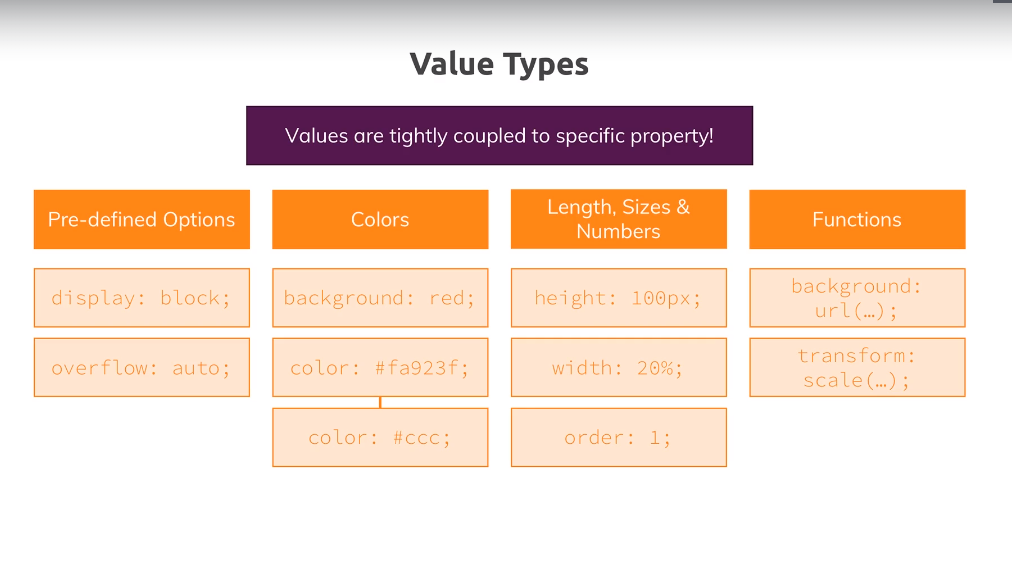 Value Types
Values are tightly coupled to specific property!
Pre-defined Options
Colors
Length, Sizes &
Numbers
Functions
display: block;
background: red;
height: 100px;
background:
url(…);
overflow: auto;
color: #fa923f;
width: 20%;
transform:
scale(…);
color: #ccc;
order: 1;